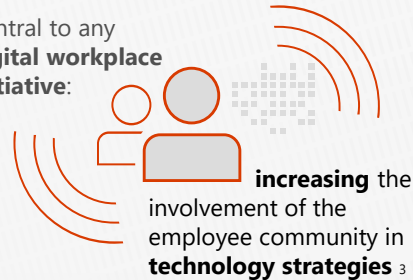 ntral to any
gital workplace
tiative:
increasing the
involvement of the
employee community in
technology strategies 3